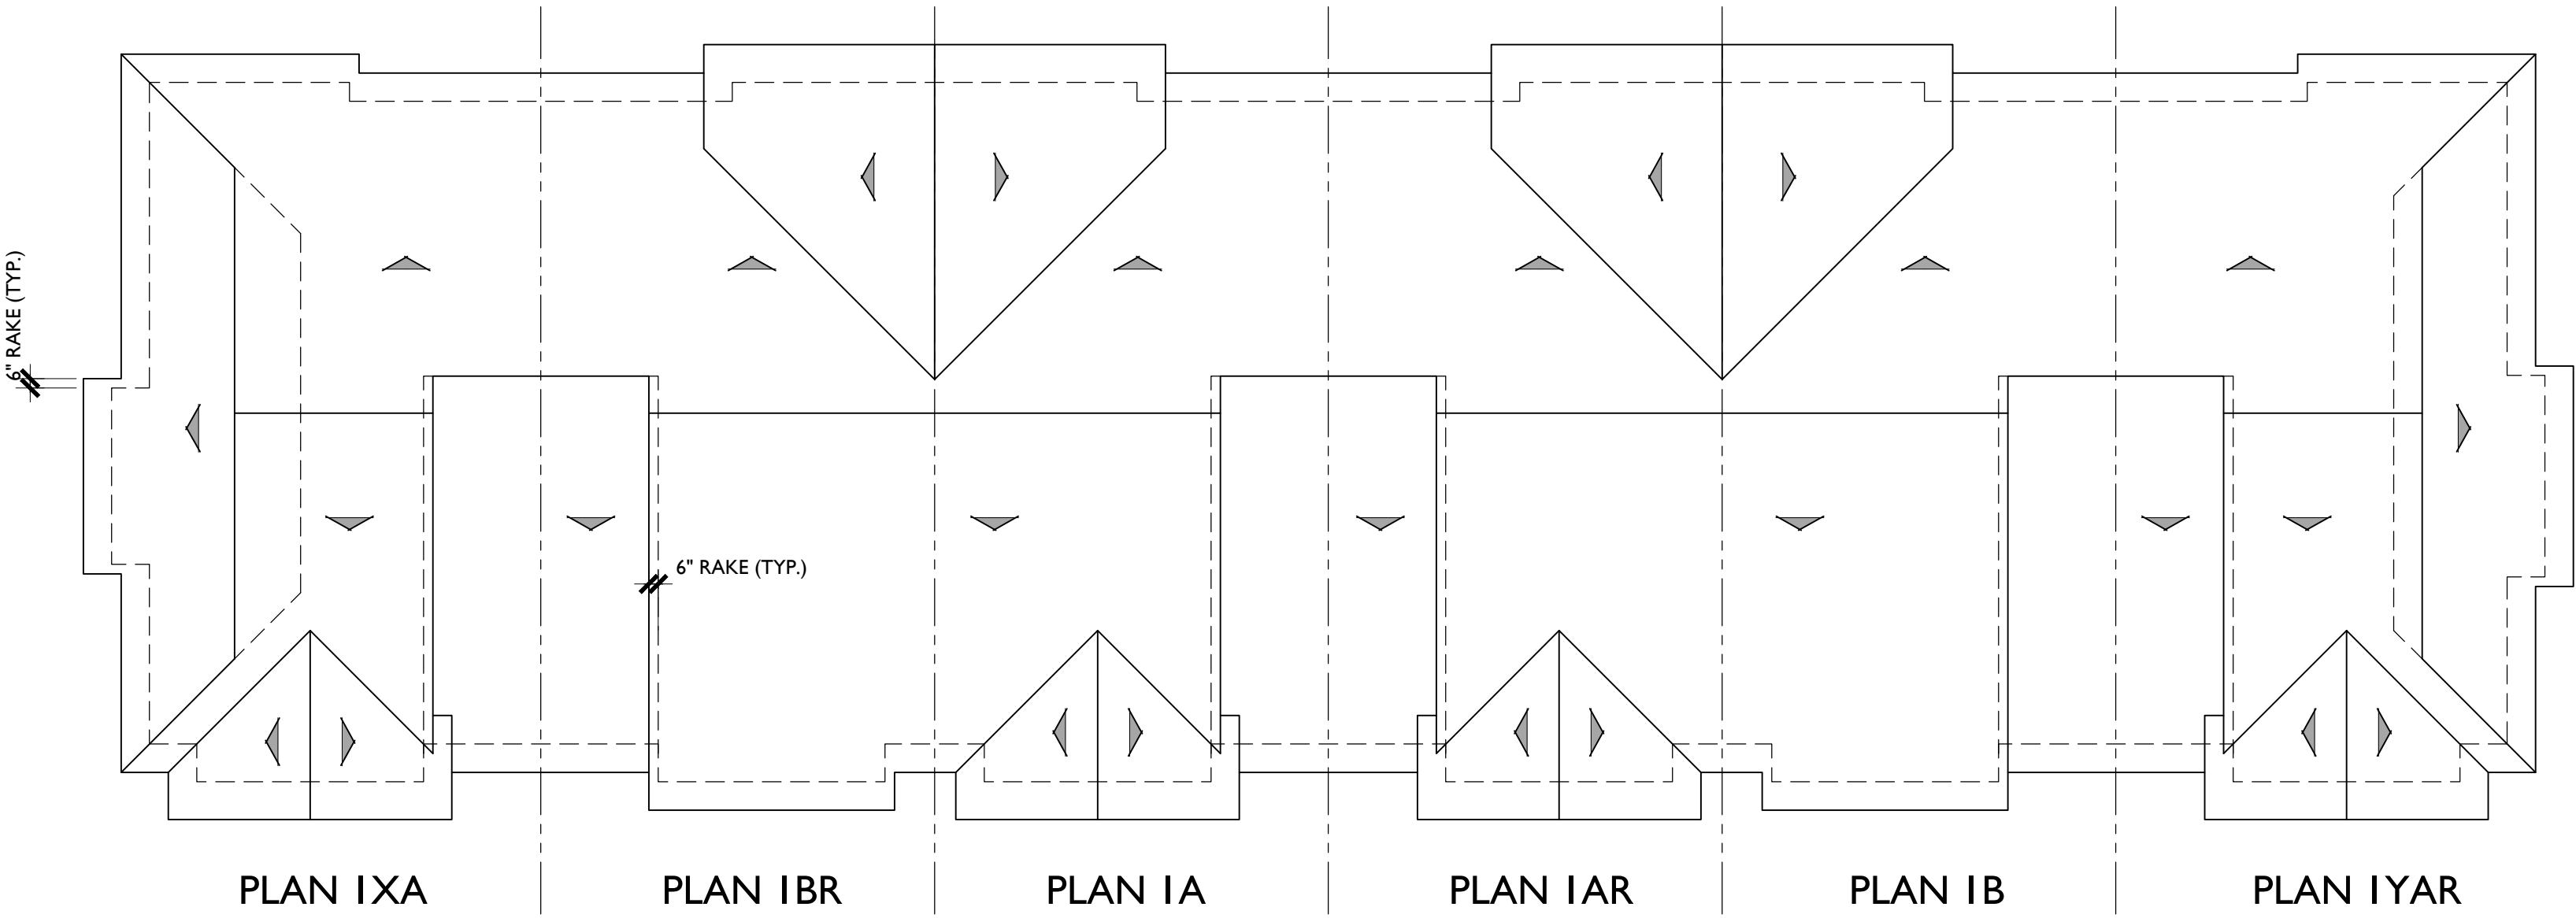 6" RAKE (TYP.)
6" RAKE (TYP.)
PLAN 1XA
PLAN 1BR
PLAN 1A
PLAN 1AR
PLAN 1B
PLAN 1YAR